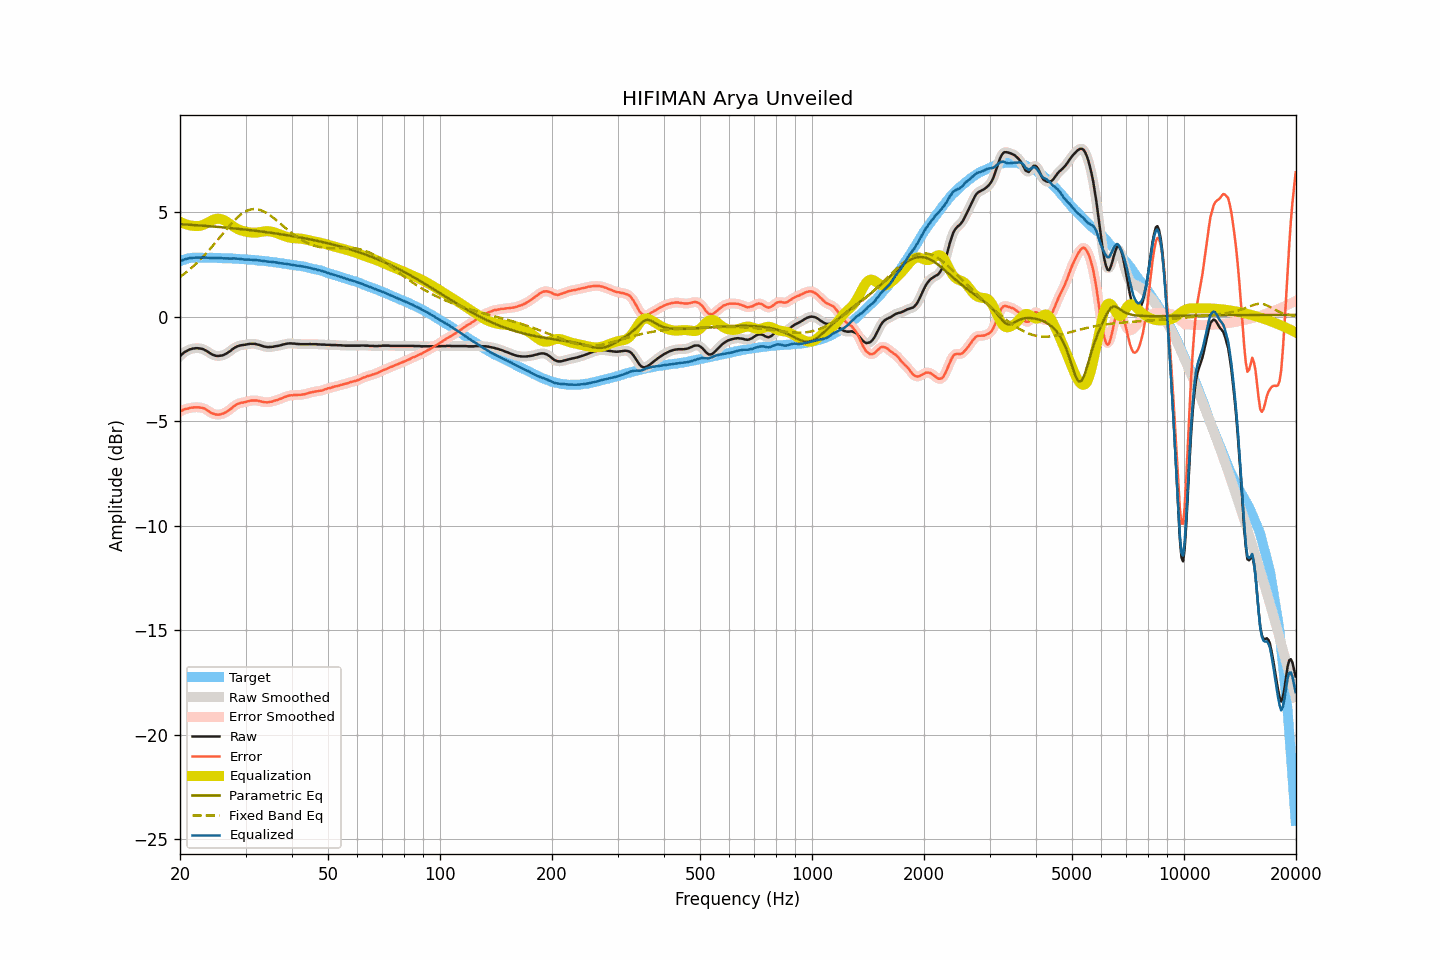 HIFIMAN Arya Unveiled
Amplitude (dBr)
5
0
−5
−10
−15
−20
−25
Target
Raw Smoothed
Error Smoothed
Raw
Error
Equalization
Parametric Eq
Fixed Band Eq
Equalized
20 50 100 200 500 1000 2000 5000 10000 20000
Frequency (Hz)